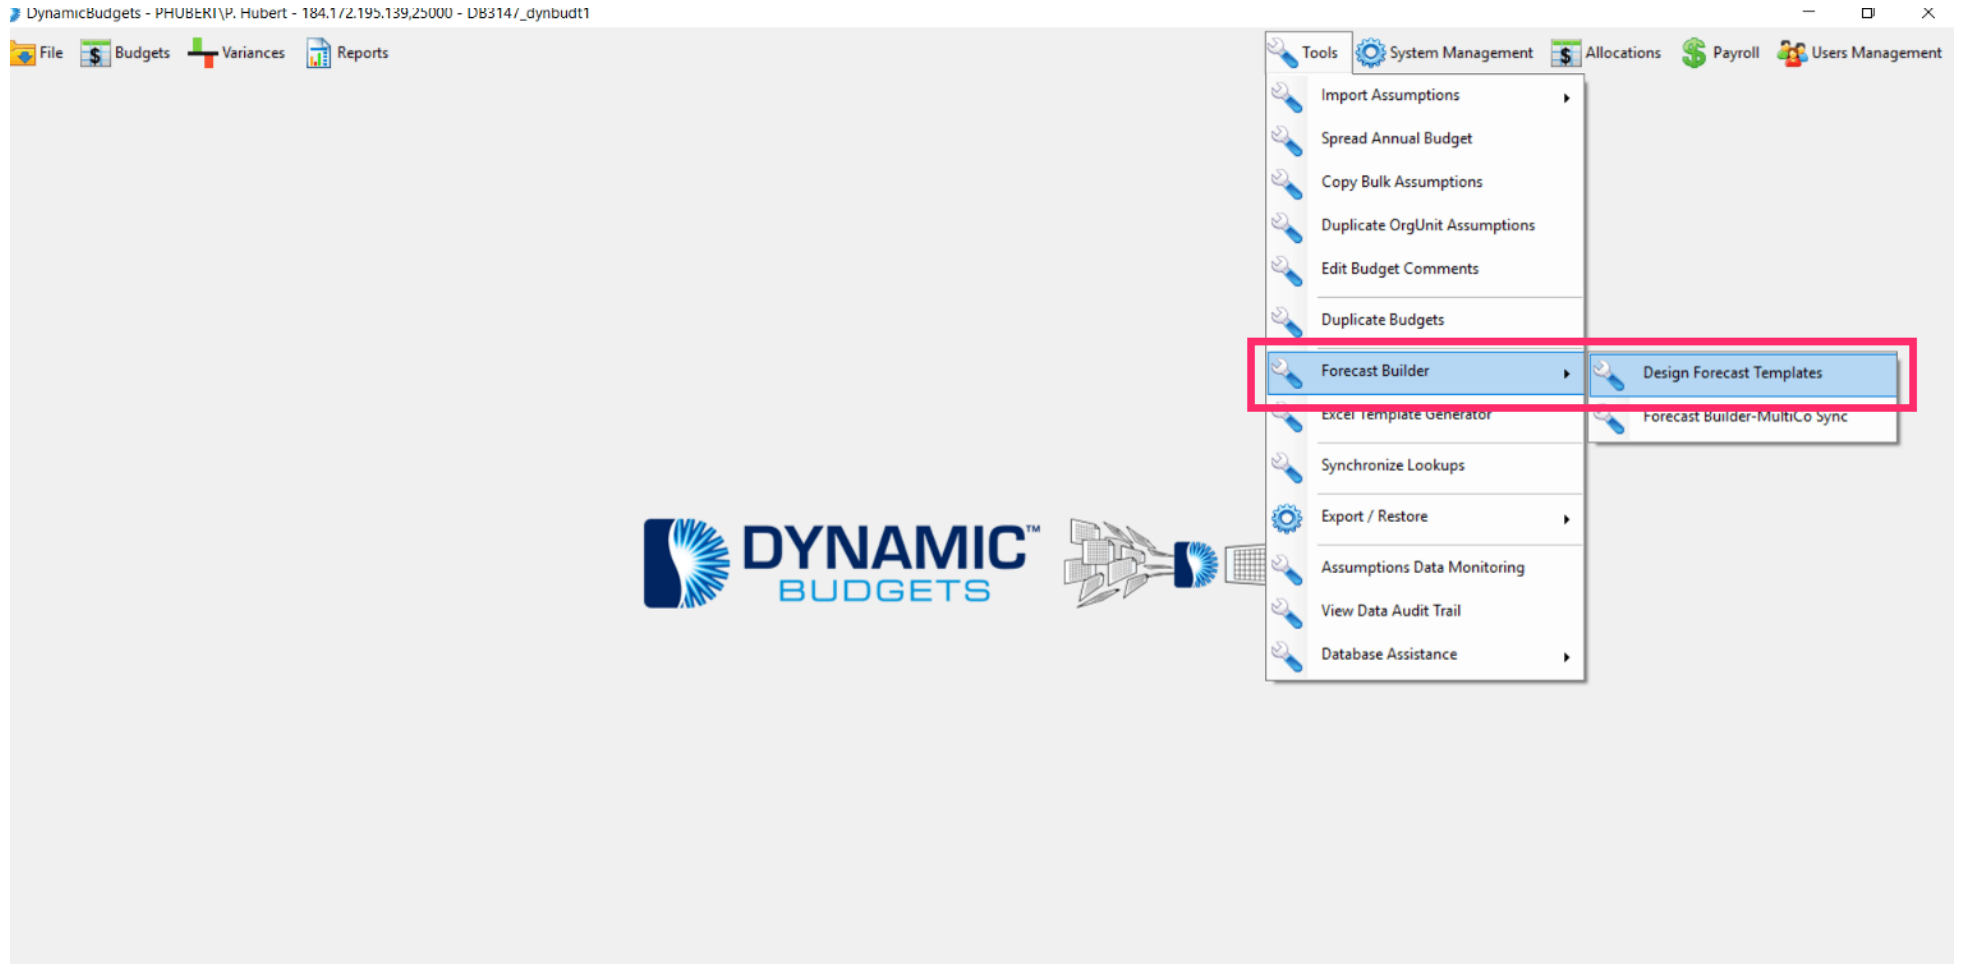 DynamicBudgets - PHUBERT\P. Hubert - 184.172.195.139,25000 - DB3147_dynbudt1
File Budgets Variances Reports Tools System Management Allocations Payroll Users Management
Import Assumptions
Spread Annual Budget
Copy Bulk Assumptions
Duplicate OrgUnit Assumptions
Edit Budget Comments
Duplicate Budgets
Forecast Builder
Design Forecast Templates
Excel Template Generator
Forecast Builder-MultiCo Sync
Synchronize Lookups
Export / Restore
Assumptions Data Monitoring
View Data Audit Trail
Database Assistance
DYNAMIC™
BUDGETS